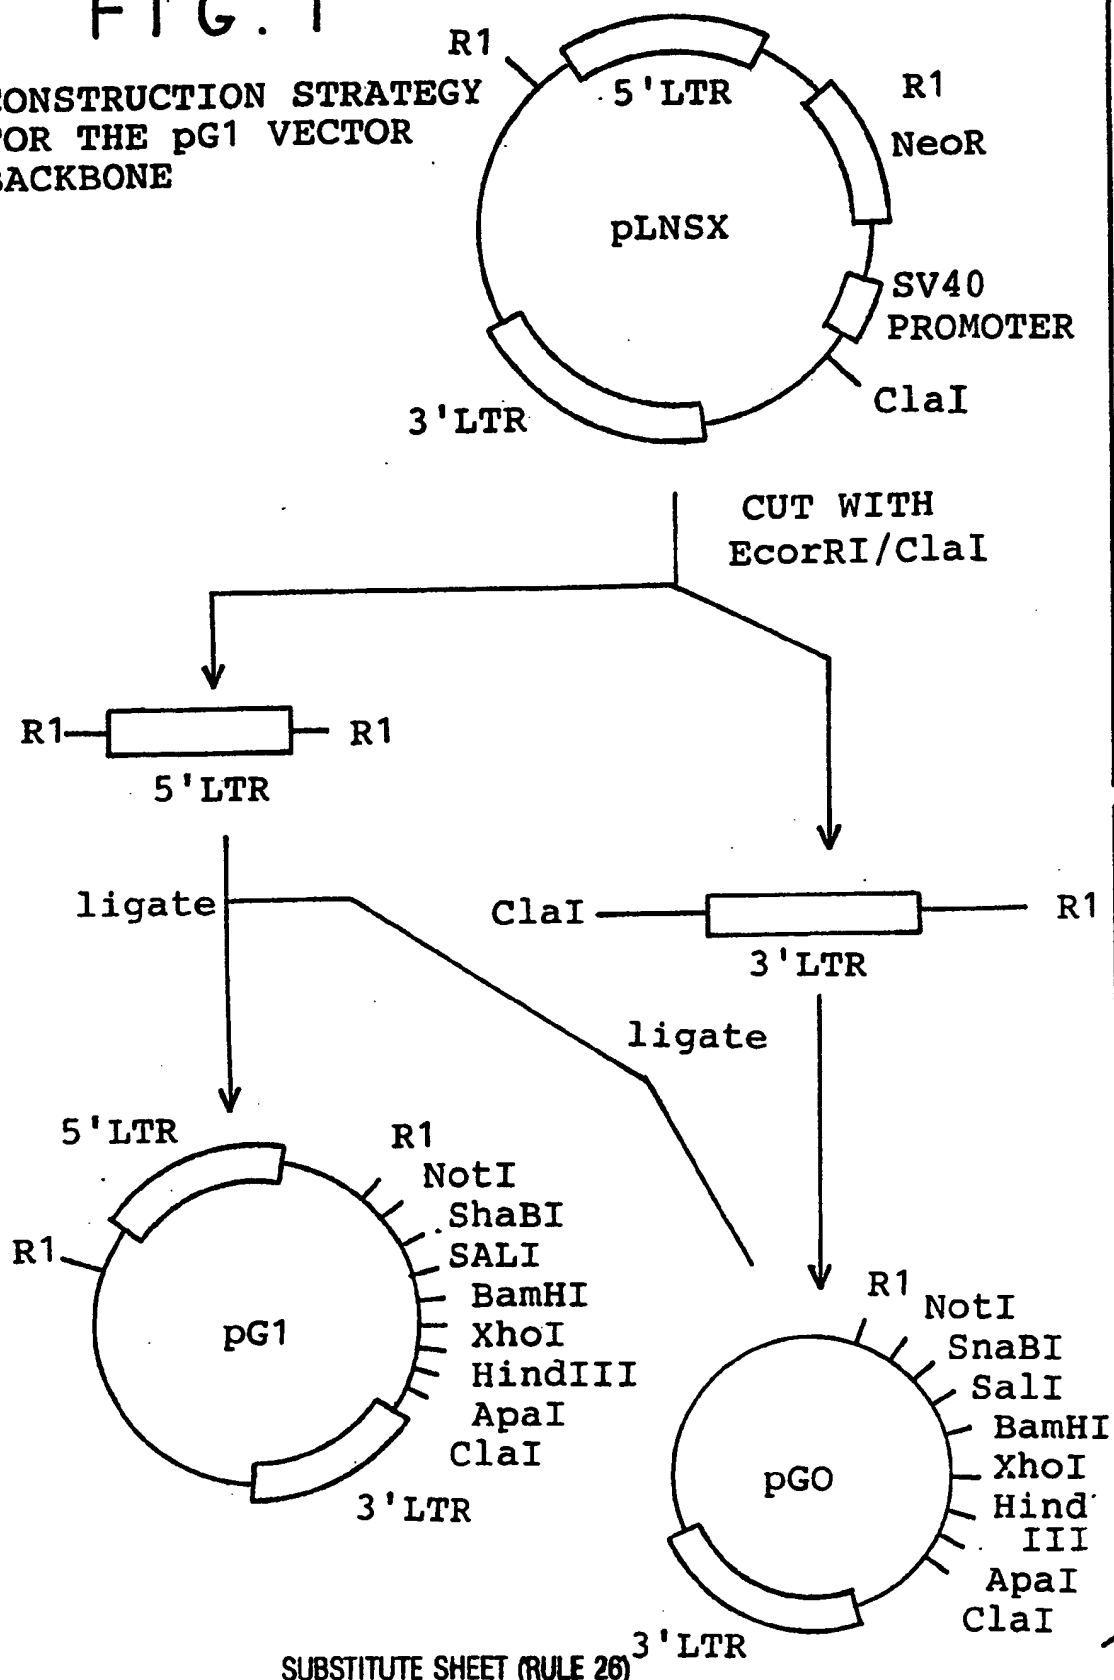 FIG. 1
CONSTRUCTION STRATEGY
FOR THE pG1 VECTOR
BACKBONE
R1
5'LTR
R1
NeoR
pLNSX
SV40
PROMOTER
ClaI
3'LTR
CUT WITH
EcorRI/ClaI
R1
R1
5'LTR
ligate
ClaI
R1
3'LTR
ligate
5'LTR
R1
NotI
ShaBI
SALI
BamHI
XhoI
HindIII
ApaI
ClaI
R1
pG1
3'LTR
R1
NotI
SnaBI
SalI
BamHI
XhoI
Hind
III
ApaI
ClaI
pGO
3'LTR
SUBSTITUTE SHEET (RULE 26)